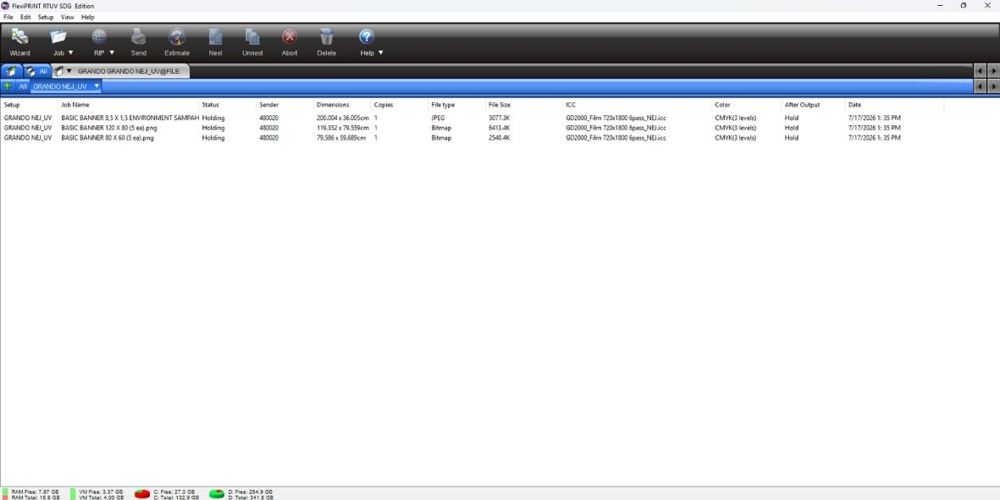 FlexiPRINT RTUV SDG Edition
File Edit Setup View Help
Wizard Job RIP Send Estimate Nest Unnest Abort Delete Help
All GRANDO GRANDO NEJ_UV@FILE:
All GRANDO NEJ_UV
Setup Job Name Status Sender Dimensions Copies File type File Size ICC Color After Output Date
GRANDO NEJ_UV BASIC BANNER 8,5 X 1,5 ENVIRONMENT SAMPAH Holding 480020 200.004 x 36.005cm 1 JPEG 3077.3K GD2000_Film 720x1800 6pass_NEJ.icc CMYK(3 levels) Hold 7/17/2026 1: 35 PM
GRANDO NEJ_UV BASIC BANNER 120 X 80 (5 ea).png Holding 480020 119.352 x 79.559cm 1 Bitmap 6413.4K GD2000_Film 720x1800 6pass_NEJ.icc CMYK(3 levels) Hold 7/17/2026 1: 35 PM
GRANDO NEJ_UV BASIC BANNER 80 X 60 (5 ea).png Holding 480020 79.586 x 59.689cm 1 Bitmap 2540.4K GD2000_Film 720x1800 6pass_NEJ.icc CMYK(3 levels) Hold 7/17/2026 1: 35 PM
RAM Free: 7.97 GB VM Free: 3.37 GB C: Free: 27.3 GB D: Free: 264.9 GB
RAM Total: 15.9 GB VM Total: 4.00 GB C: Total: 132.9 GB D: Total: 341.8 GB